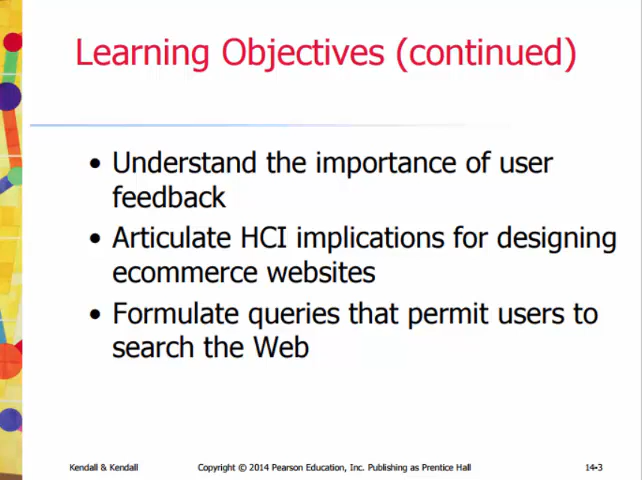 Learning Objectives (continued)
• Understand the importance of user
feedback
• Articulate HCI implications for designing
ecommerce websites
• Formulate queries that permit users to
search the Web
Kendall & Kendall Copyright © 2014 Pearson Education, Inc. Publishing as Prentice Hall 14-3